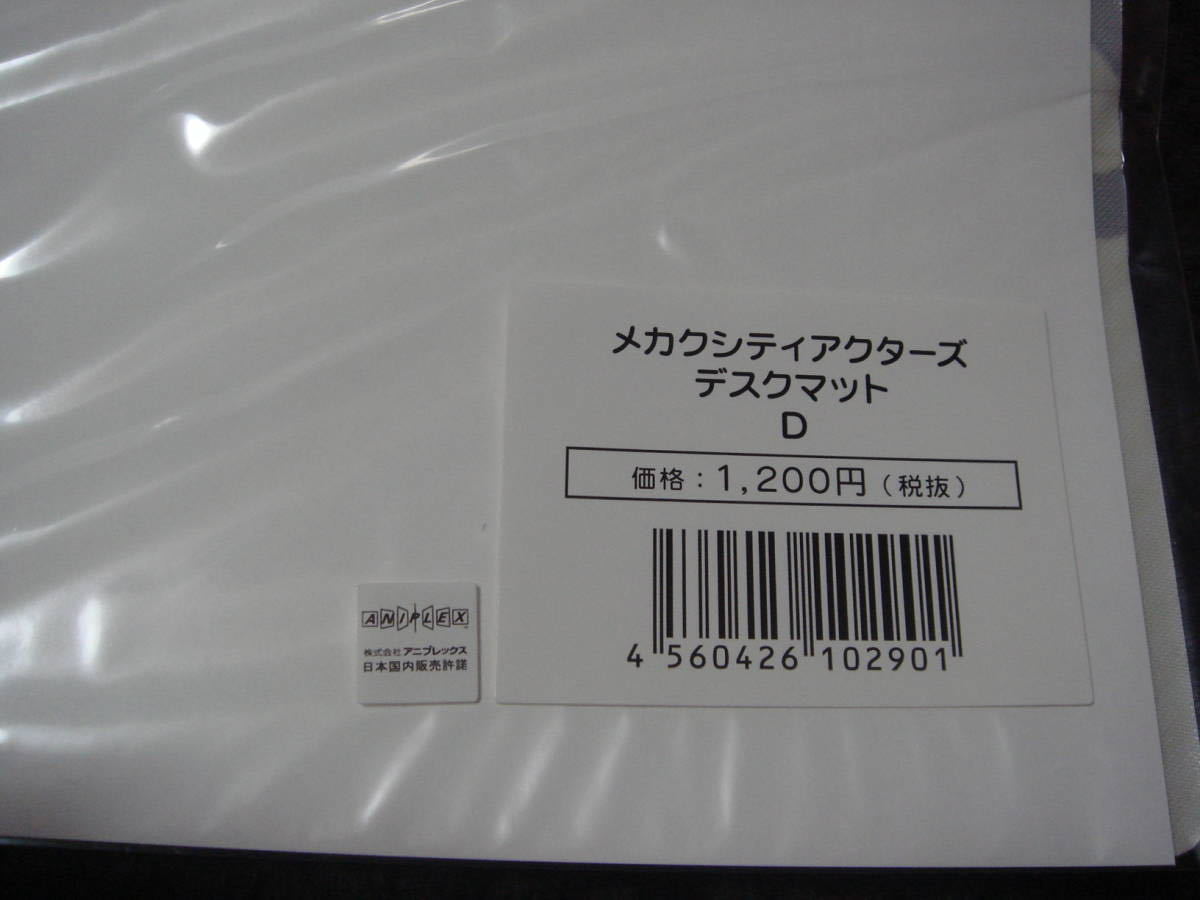 メカクシティアクターズ
デスクマット
D
価格：1,200円（税抜）
4 560426 102901
ANIPLEX
株式会社 アニプレックス
日本国内販売許諾